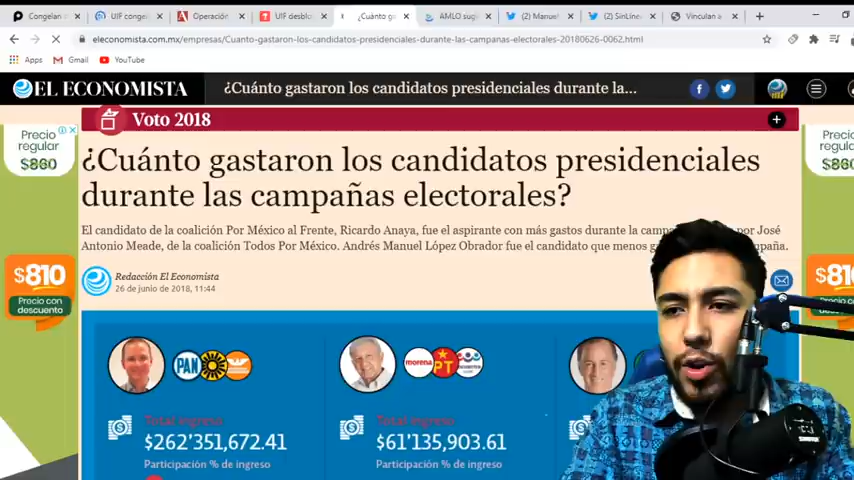 Congelan
UIF conge
Operación
UIF desblo
¿Cuánto ga
AMLO sug
(2) Manuel
(2) SinLíne
Vinculan a
eleconomista.com.mx/empresas/Cuanto-gastaron-los-candidatos-presidenciales-durante-las-campanas-electorales-20180626-0062.html
Apps
Gmail
YouTube
EL ECONOMISTA
¿Cuánto gastaron los candidatos presidenciales durante la...
Voto 2018
Precio
regular
$860
$810
Precio con
descuento
¿Cuánto gastaron los candidatos presidenciales
durante las campañas electorales?
El candidato de la coalición Por México al Frente, Ricardo Anaya, fue el aspirante con más gastos durante la por José
Antonio Meade, de la coalición Todos Por México. Andrés Manuel López Obrador fue el candidato que menos
Redacción El Economista
26 de junio de 2018, 11:44
PAN
morena
PT
Total ingreso
$262'351,672.41
Participación % de ingreso
Total ingreso
$61'135,903.61
Participación % de ingreso
Precio
regular